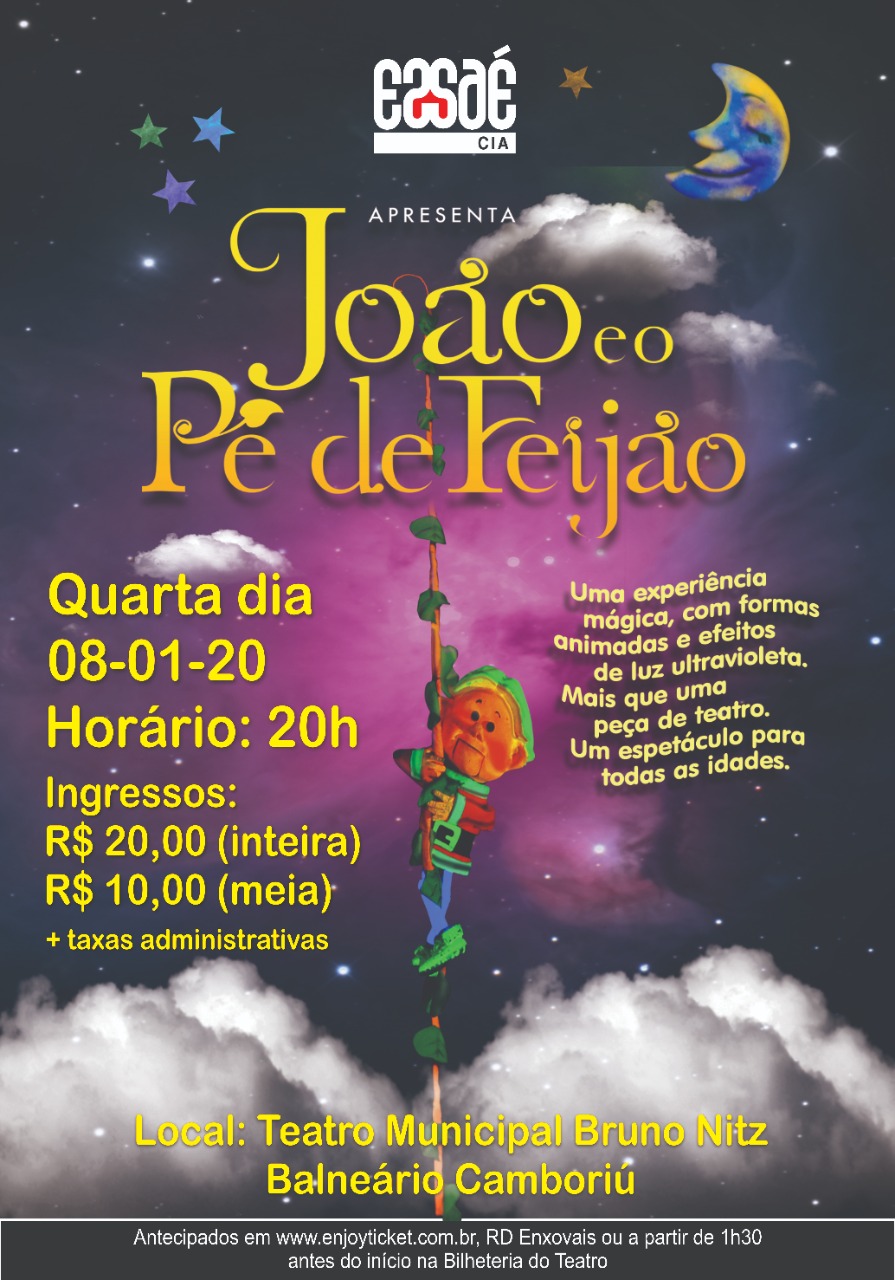 Easaé
CIA
APRESENTA
João e o
Pé de Feijão
Quarta dia
08-01-20
Horário: 20h
Ingressos:
R$ 20,00 (inteira)
R$ 10,00 (meia)
+ taxas administrativas
Uma experiência
mágica, com formas
animadas e efeitos
de luz ultravioleta.
Mais que uma
peça de teatro.
Um espetáculo para
todas as idades.
Local: Teatro Municipal Bruno Nitz
Balneário Camboriú
Antecipados em www.enjoyticket.com.br, RD Enxovais ou a partir de 1h30
antes do início na Bilheteria do Teatro